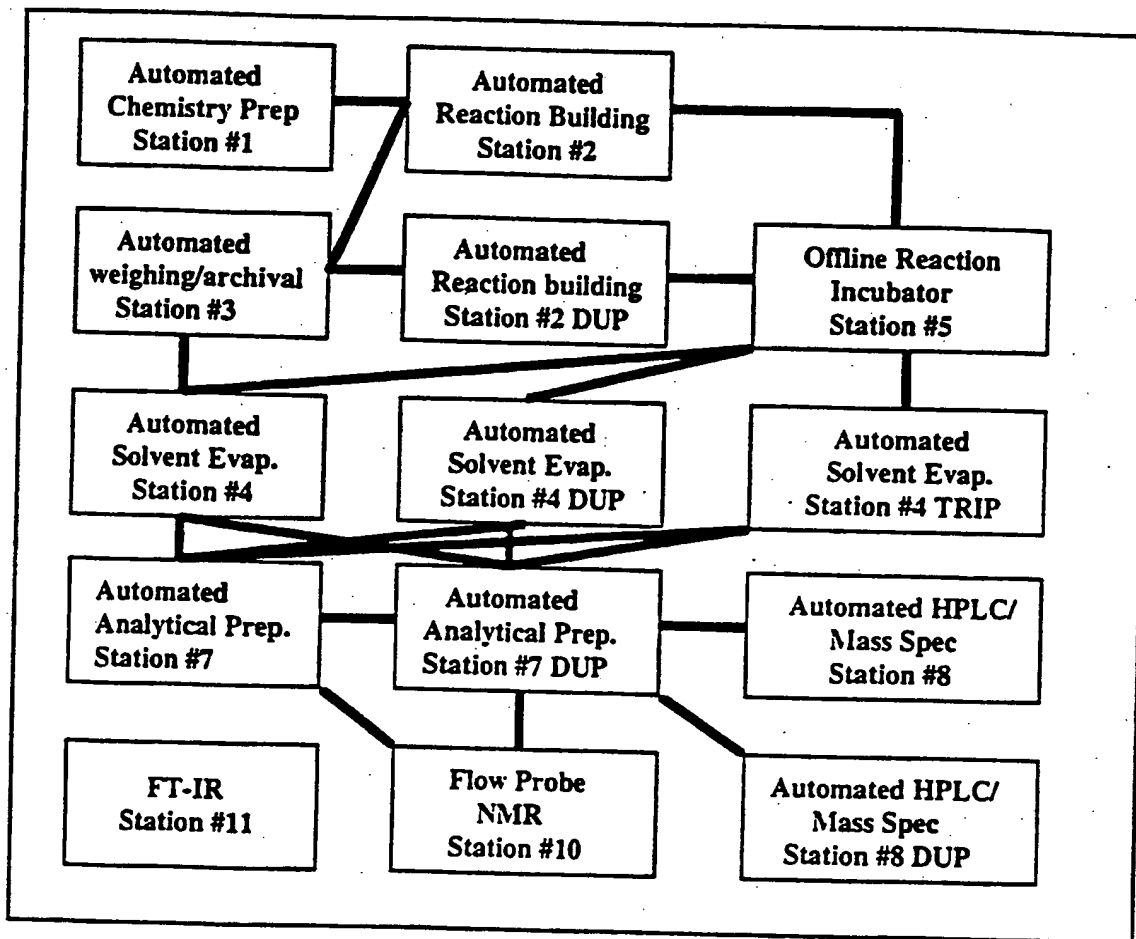 Automated
Chemistry Prep
Station #1
Automated
Reaction Building
Station #2
Automated
weighing/archival
Station #3
Automated
Reaction building
Station #2 DUP
Offline Reaction
Incubator
Station #5
Automated
Solvent Evap.
Station #4
Automated
Solvent Evap.
Station #4 DUP
Automated
Solvent Evap.
Station #4 TRIP
Automated
Analytical Prep.
Station #7
Automated
Analytical Prep.
Station #7 DUP
Automated HPLC/
Mass Spec
Station #8
FT-IR
Station #11
Flow Probe
NMR
Station #10
Automated HPLC/
Mass Spec
Station #8 DUP